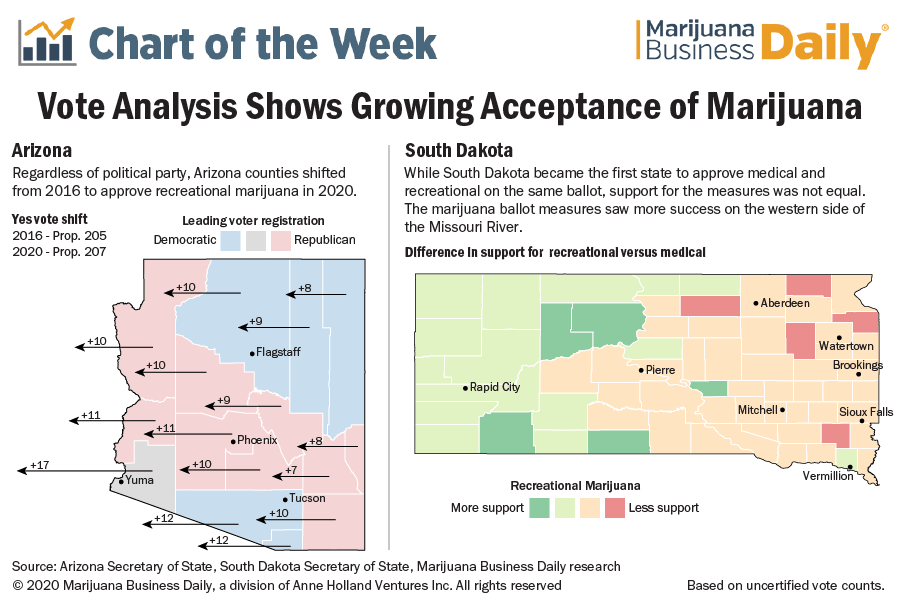 Chart of the Week
Marijuana
Business
Daily®
Vote Analysis Shows Growing Acceptance of Marijuana
Arizona
Regardless of political party, Arizona counties shifted
from 2016 to approve recreational marijuana in 2020.
Yes vote shift
2016 - Prop. 205
2020 - Prop. 207
Leading voter registration
Democratic
Republican
+10
+8
+9
Flagstaff
+10
+10
+9
+11
+11
Phoenix
+8
+17
+10
+7
Yuma
Tucson
+12
+10
+12
South Dakota
While South Dakota became the first state to approve medical and
recreational on the same ballot, support for the measures was not equal.
The marijuana ballot measures saw more success on the western side of
the Missouri River.
Difference in support for recreational versus medical
Aberdeen
Watertown
Brookings
Pierre
Rapid City
Mitchell
Sioux Falls
Vermillion
Recreational Marijuana
More support
Less support
Source: Arizona Secretary of State, South Dakota Secretary of State, Marijuana Business Daily research
© 2020 Marijuana Business Daily, a division of Anne Holland Ventures Inc. All rights reserved
Based on uncertified vote counts.